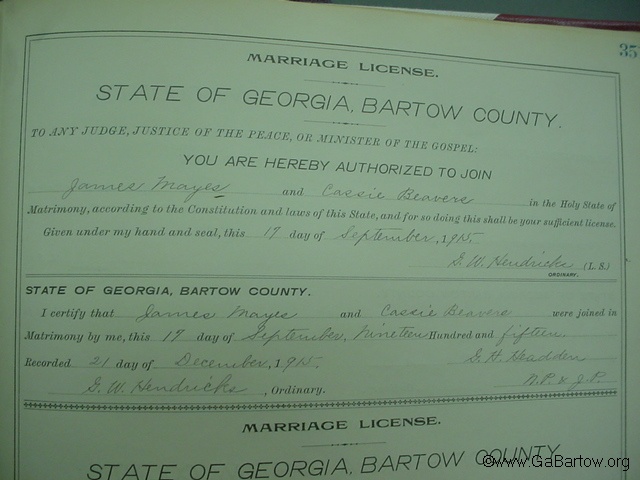 35
MARRIAGE LICENSE.
STATE OF GEORGIA, BARTOW COUNTY.
TO ANY JUDGE, JUSTICE OF THE PEACE, OR MINISTER OF THE GOSPEL:
YOU ARE HEREBY AUTHORIZED TO JOIN
James Mayes and Cassie Beavers in the Holy State of
Matrimony, according to the Constitution and laws of this State, and for so doing this shall be your sufficient license.
Given under my hand and seal, this 17 day of September, 1915.
G. W. Hendricks (L. S.)
ORDINARY.
STATE OF GEORGIA, BARTOW COUNTY.
I certify that James Mayes and Cassie Beavers were joined in
Matrimony by me, this 17 day of September, Nineteen Hundred and fifteen.
Recorded 21 day of December, 1915. G. H. Headden
G. W. Hendricks, Ordinary. N.P. & J.P.
MARRIAGE LICENSE.
STATE OF GEORGIA, BARTOW COUNTY.
©www.GaBartow.org